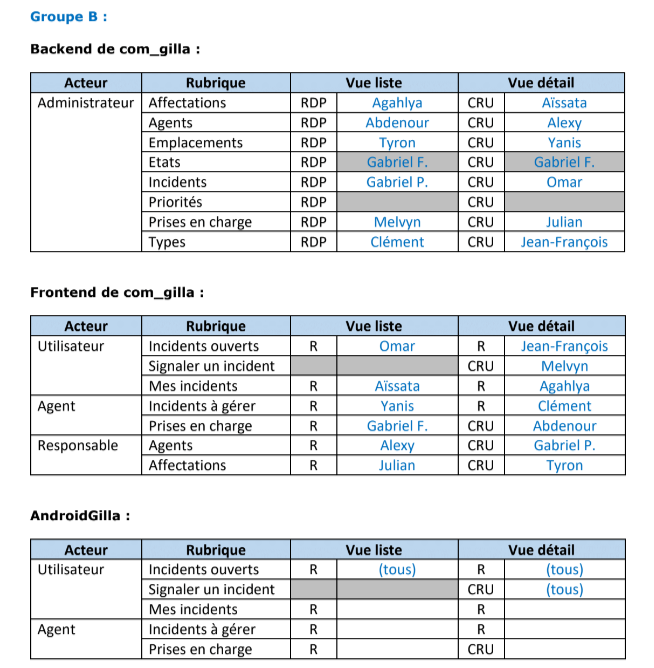 Groupe B :
Backend de com_gilla :
Acteur Rubrique Vue liste Vue détail
Administrateur Affectations RDP Agahlya CRU Aïssata
Agents RDP Abdenour CRU Alexy
Emplacements RDP Tyron CRU Yanis
Etats RDP Gabriel F. CRU Gabriel F.
Incidents RDP Gabriel P. CRU Omar
Priorités RDP CRU
Prises en charge RDP Melvyn CRU Julian
Types RDP Clément CRU Jean-François
Frontend de com_gilla :
Acteur Rubrique Vue liste Vue détail
Utilisateur Incidents ouverts R Omar R Jean-François
Signaler un incident CRU Melvyn
Mes incidents R Aïssata R Agahlya
Agent Incidents à gérer R Yanis R Clément
Prises en charge R Gabriel F. CRU Abdenour
Responsable Agents R Alexy CRU Gabriel P.
Affectations R Julian CRU Tyron
AndroidGilla :
Acteur Rubrique Vue liste Vue détail
Utilisateur Incidents ouverts R (tous) R (tous)
Signaler un incident CRU (tous)
Mes incidents R R
Agent Incidents à gérer R R
Prises en charge R CRU